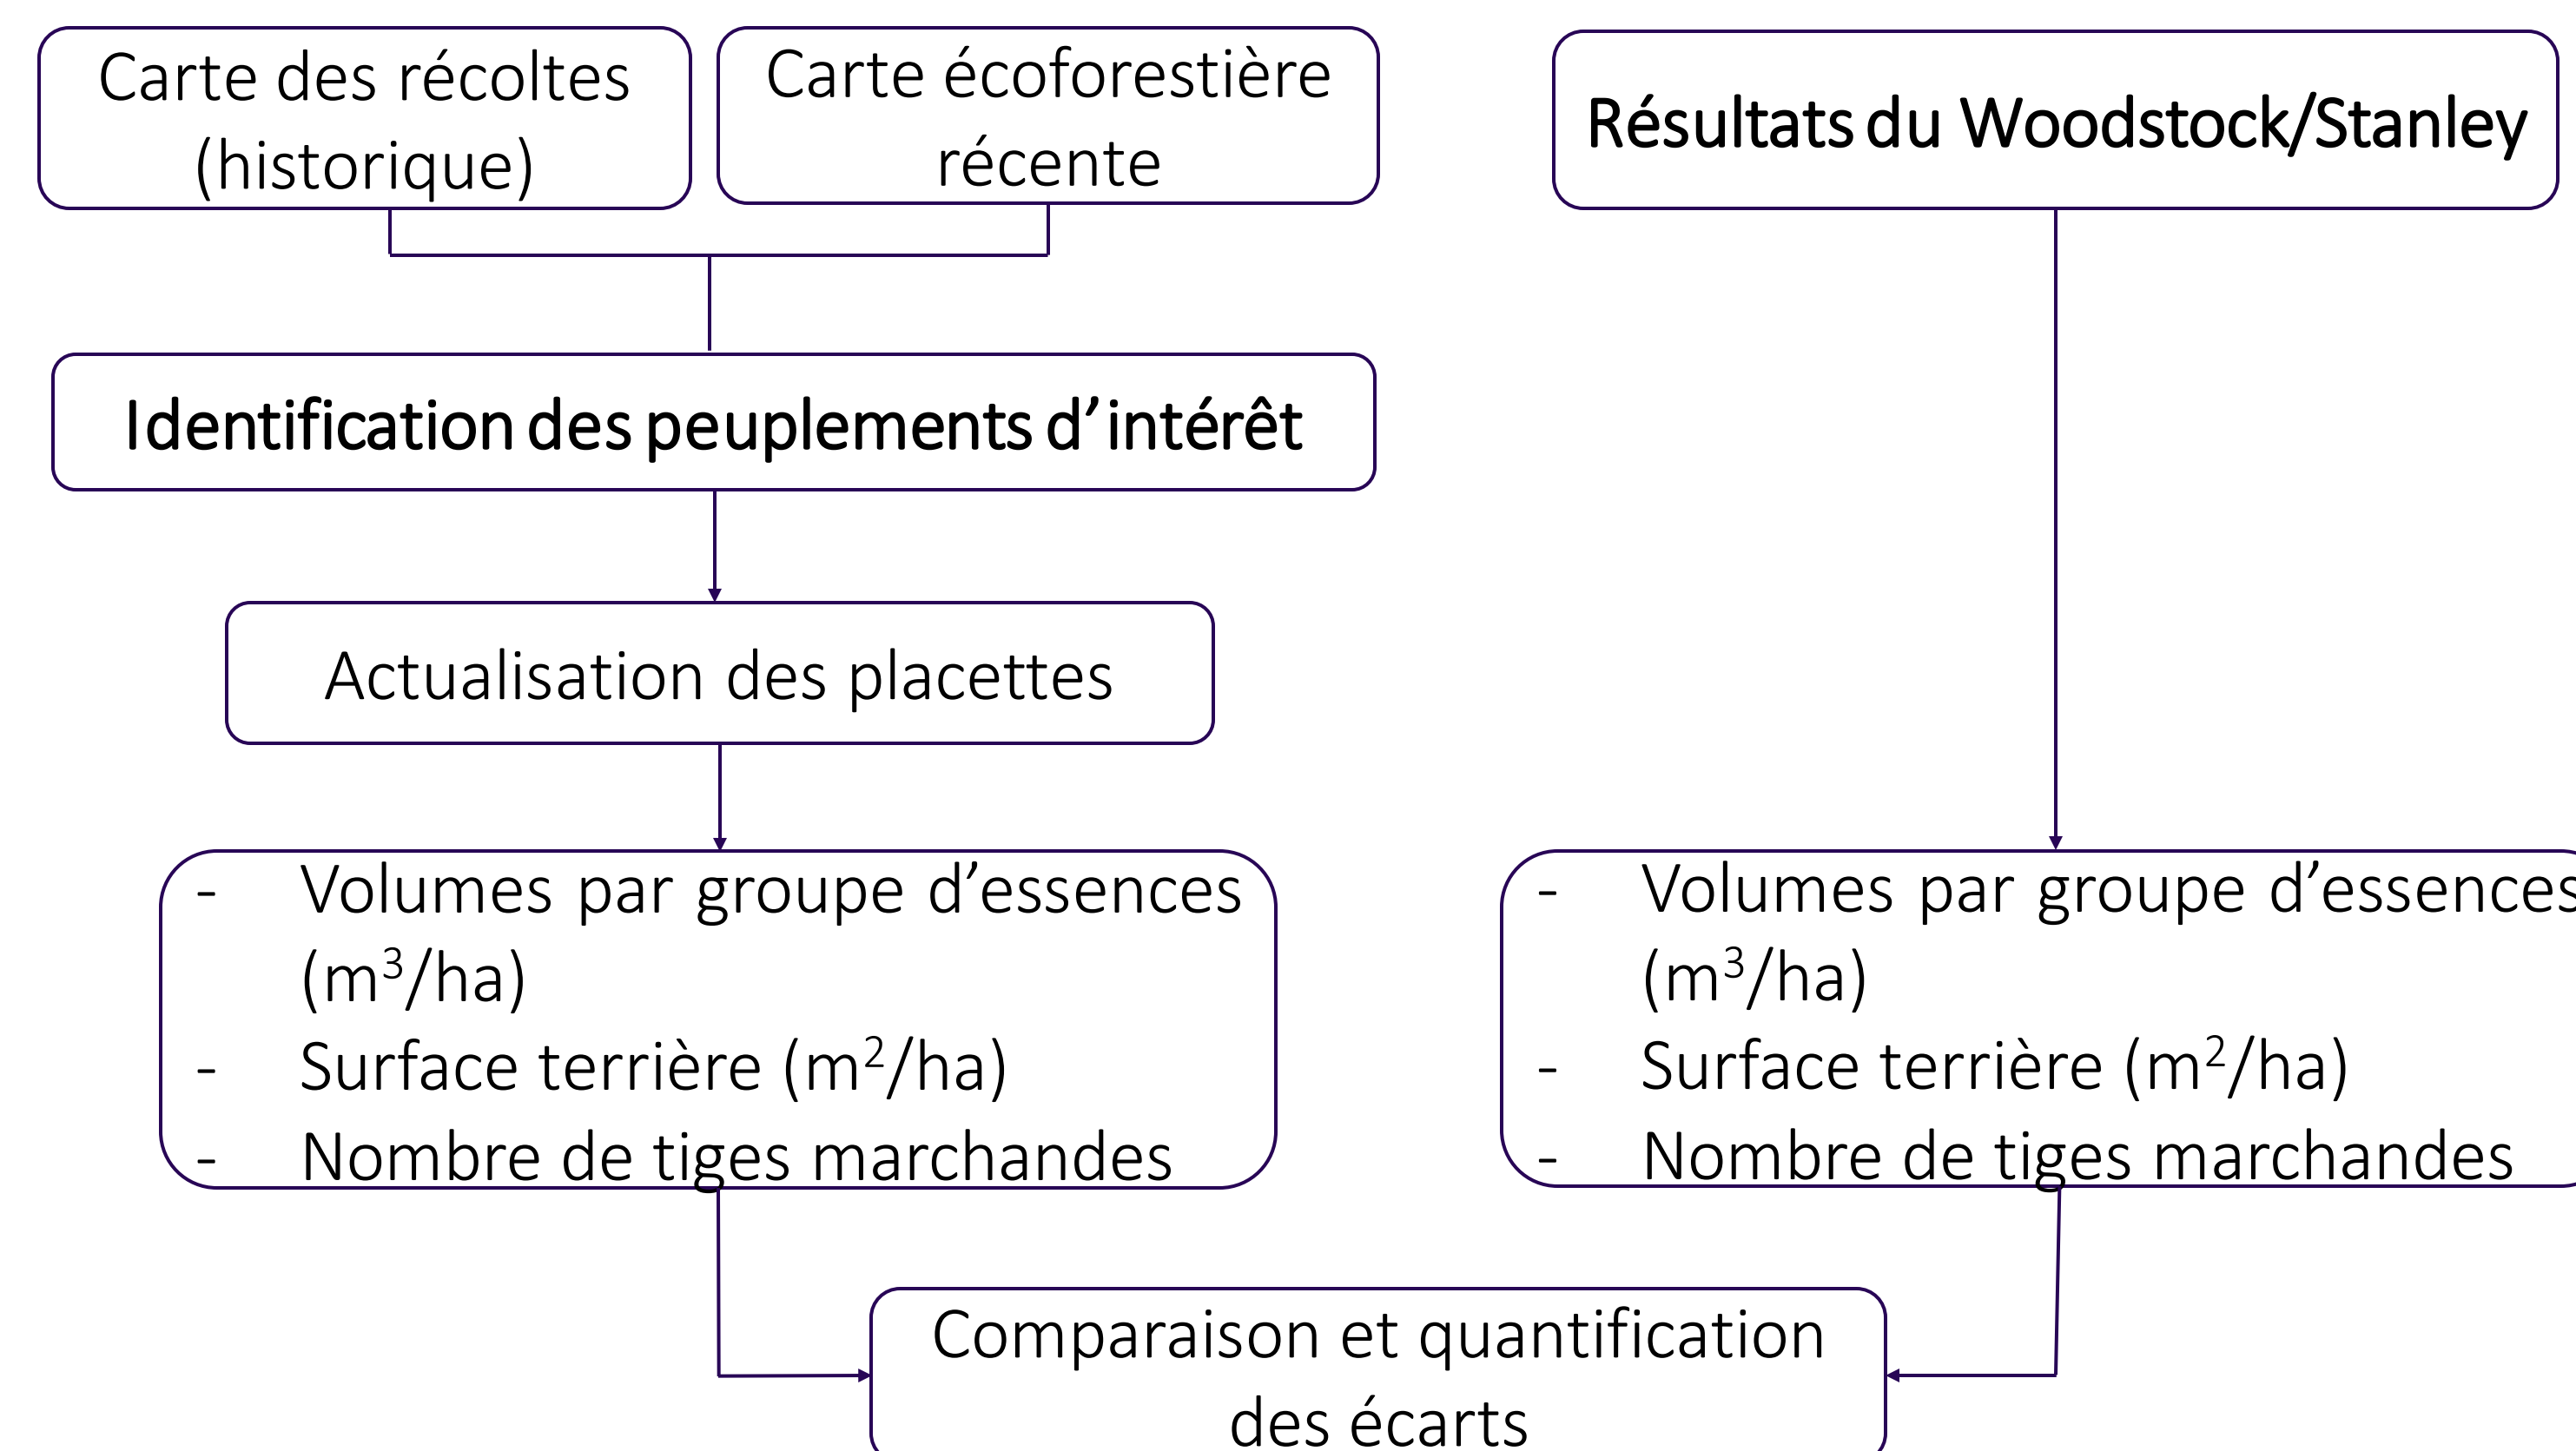 Carte des récoltes
(historique)
Carte écoforestière
récente
Résultats du Woodstock/Stanley
Identification des peuplements d’intérêt
Actualisation des placettes
- Volumes par groupe d’essences
(m³/ha)
- Surface terrière (m²/ha)
- Nombre de tiges marchandes
- Volumes par groupe d’essences
(m³/ha)
- Surface terrière (m²/ha)
- Nombre de tiges marchandes
Comparaison et quantification
des écarts